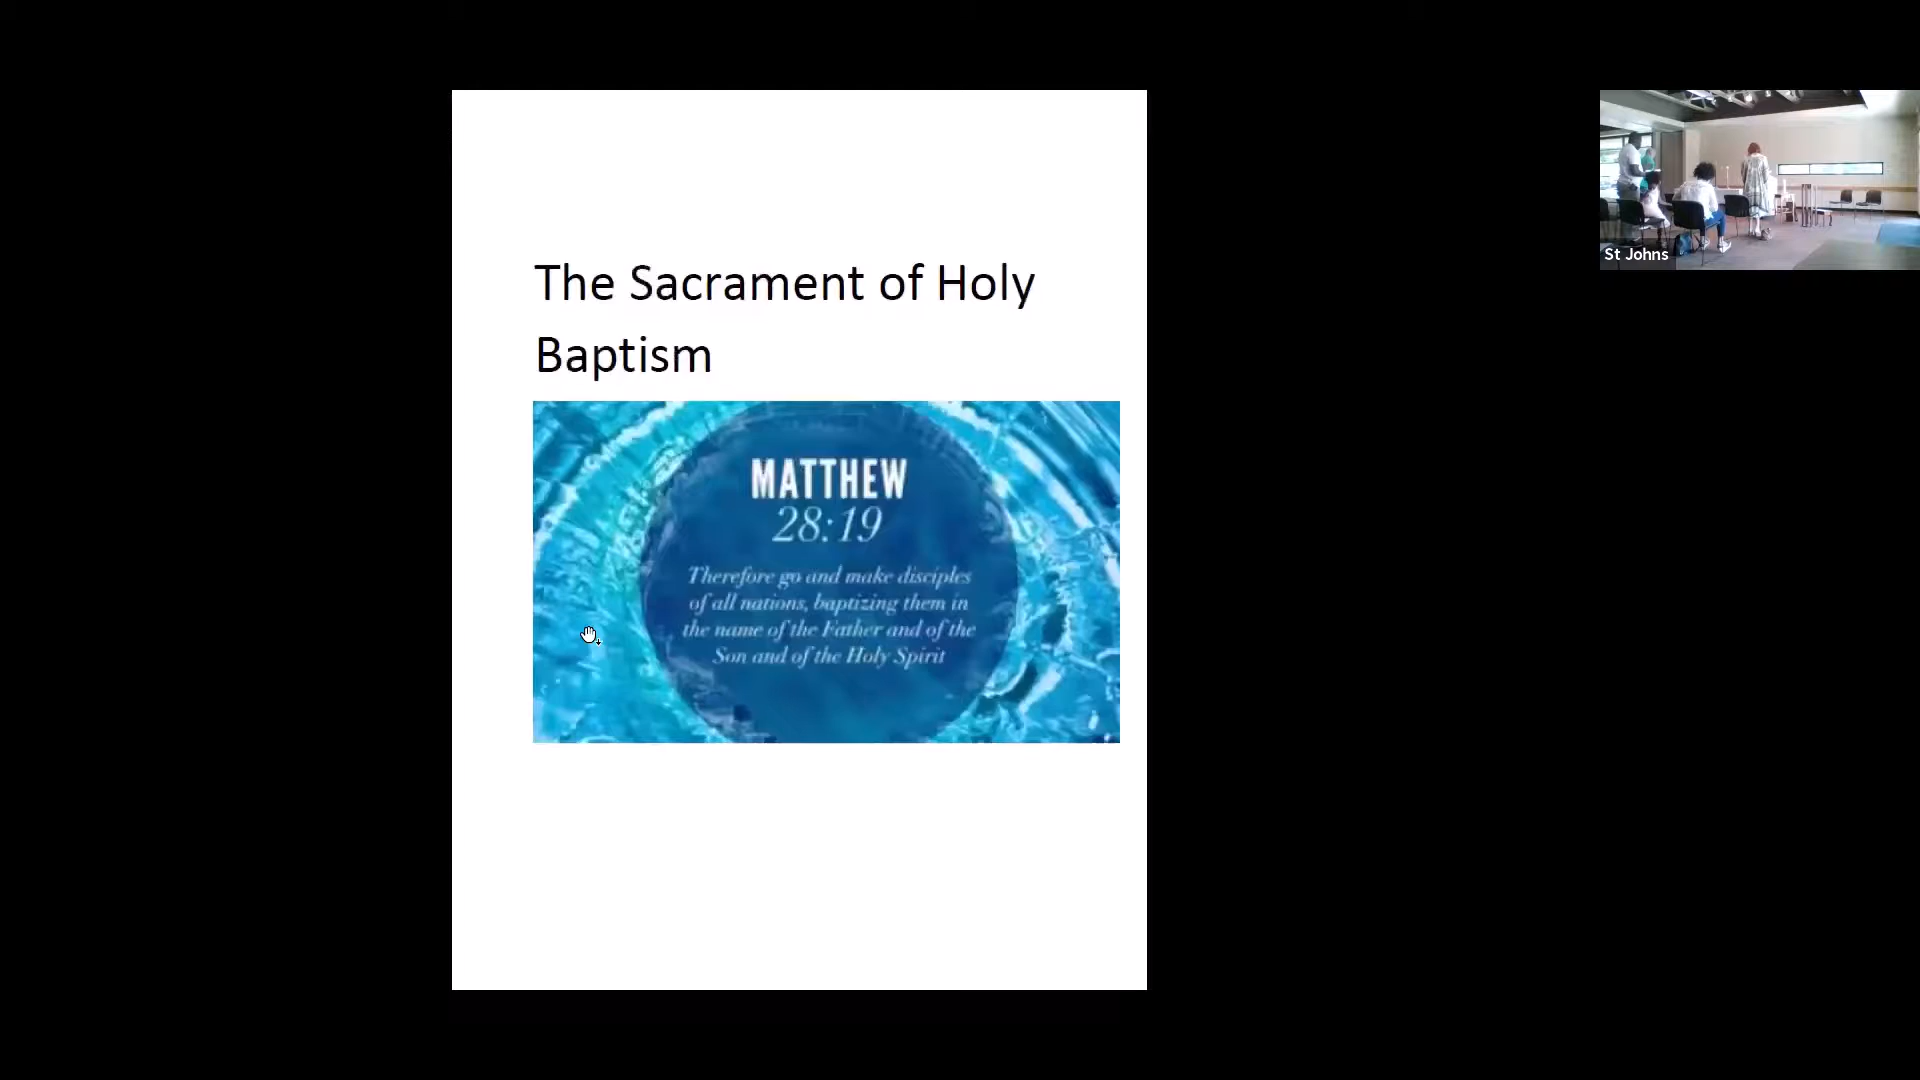 The Sacrament of Holy
Baptism
MATTHEW
28:19
Therefore go and make disciples
of all nations, baptizing them in
the name of the Father and of the
Son and of the Holy Spirit
St Johns